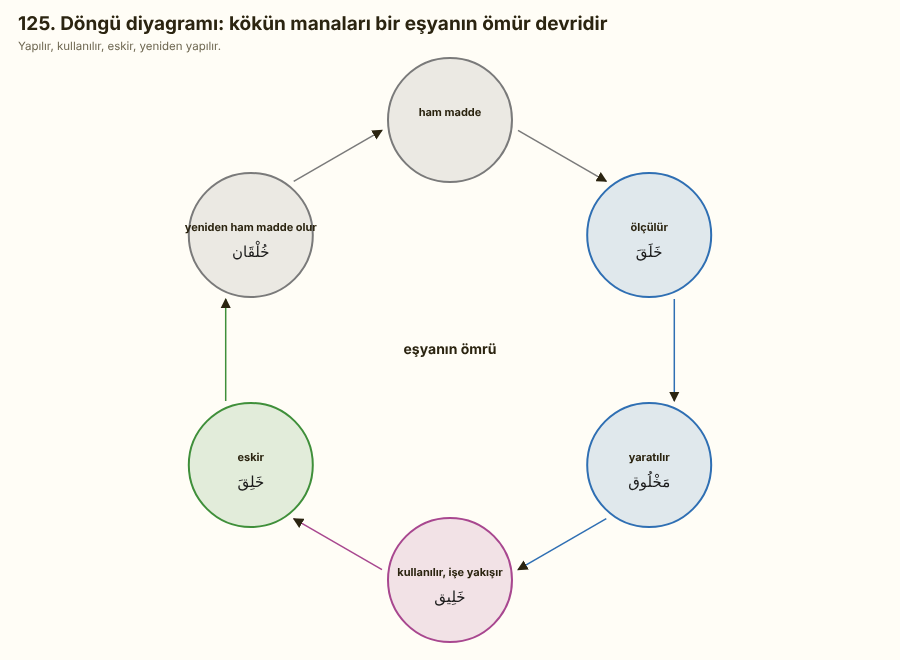 125. Döngü diyagramı: kökün manaları bir eşyanın ömür devridir
Yapılır, kullanılır, eskir, yeniden yapılır.
ham madde
ölçülür
خَلَقَ
yaratılır
مَخْلُوق
kullanılır, işe yakışır
خَلِيق
eskir
خَلِقَ
yeniden ham madde olur
خُلْقَان
eşyanın ömrü